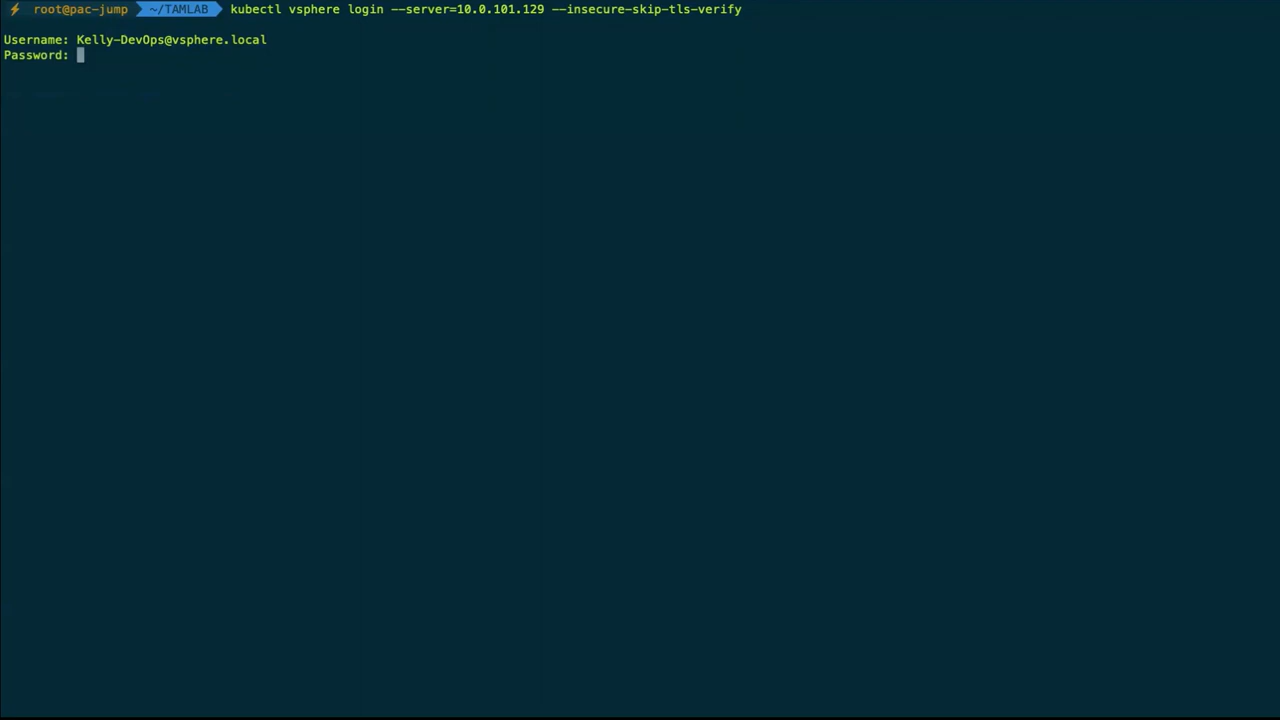 ⚡ root@pac-jump ~/TAMLAB kubectl vsphere login --server=10.0.101.129 --insecure-skip-tls-verify
Username: Kelly-DevOps@vsphere.local
Password: